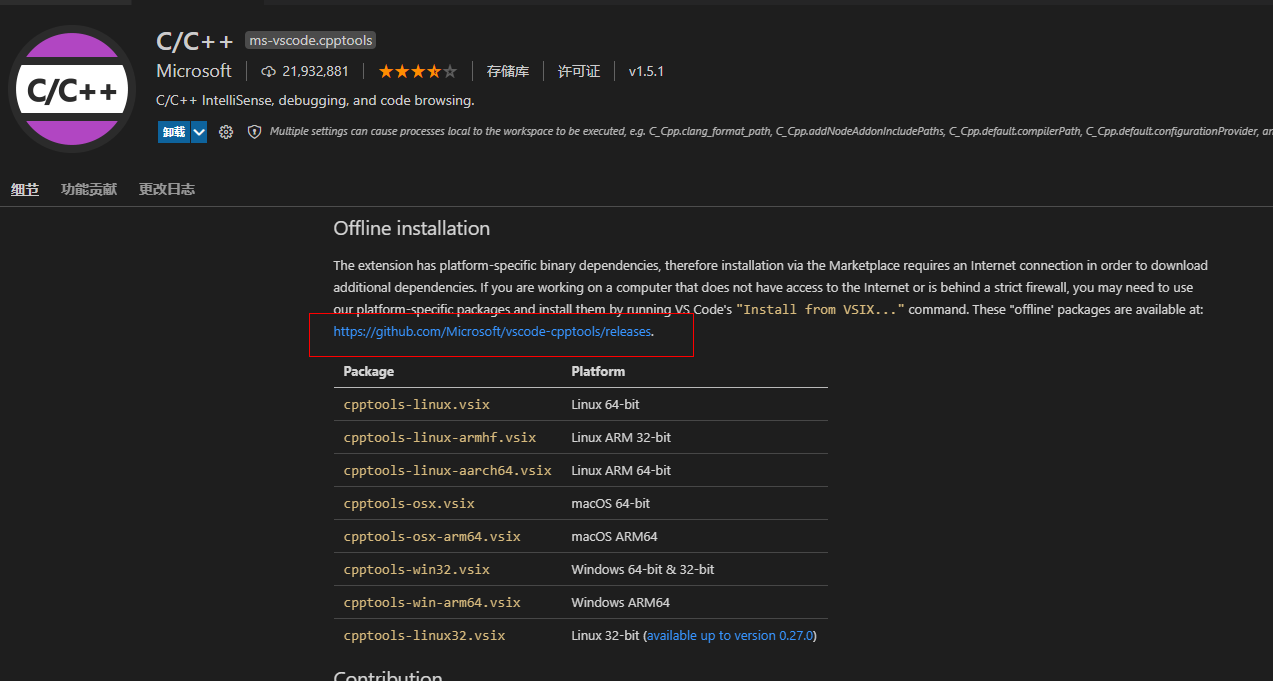 C/C++
C/C++ ms-vscode.cpptools
Microsoft 21,932,881 存储库 许可证 v1.5.1
C/C++ IntelliSense, debugging, and code browsing.
卸载 Multiple settings can cause processes local to the workspace to be executed, e.g. C_Cpp.clang_format_path, C_Cpp.addNodeAddonIncludePaths, C_Cpp.default.compilerPath, C_Cpp.default.configurationProvider, an
细节 功能贡献 更改日志
Offline installation
The extension has platform-specific binary dependencies, therefore installation via the Marketplace requires an Internet connection in order to download
additional dependencies. If you are working on a computer that does not have access to the Internet or is behind a strict firewall, you may need to use
our platform-specific packages and install them by running VS Code's "Install from VSIX..." command. These "offline' packages are available at:
https://github.com/Microsoft/vscode-cpptools/releases.
Package Platform
cpptools-linux.vsix Linux 64-bit
cpptools-linux-armhf.vsix Linux ARM 32-bit
cpptools-linux-aarch64.vsix Linux ARM 64-bit
cpptools-osx.vsix macOS 64-bit
cpptools-osx-arm64.vsix macOS ARM64
cpptools-win32.vsix Windows 64-bit & 32-bit
cpptools-win-arm64.vsix Windows ARM64
cpptools-linux32.vsix Linux 32-bit (available up to version 0.27.0)
Contribution